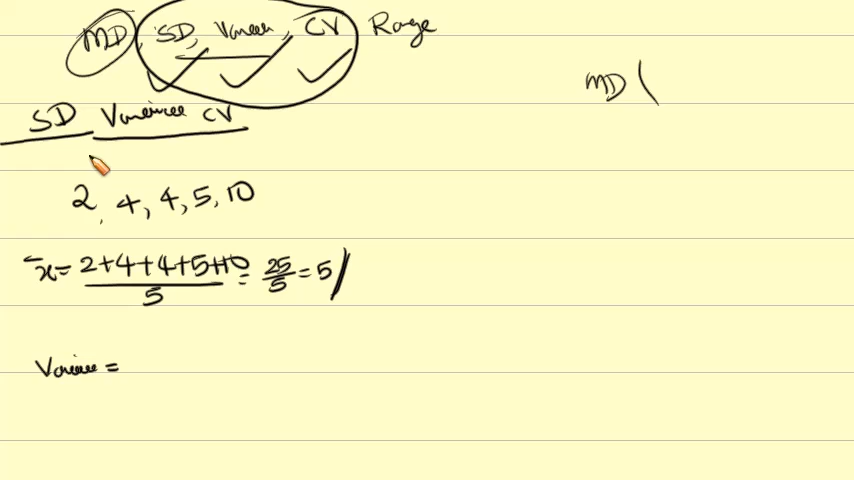 MD, SD, Variance, CV Range
MD (
SD Variance CV
2, 4, 4, 5, 10
x̄ = 2+4+4+5+10 / 5 = 25/5 = 5 /
Variance =